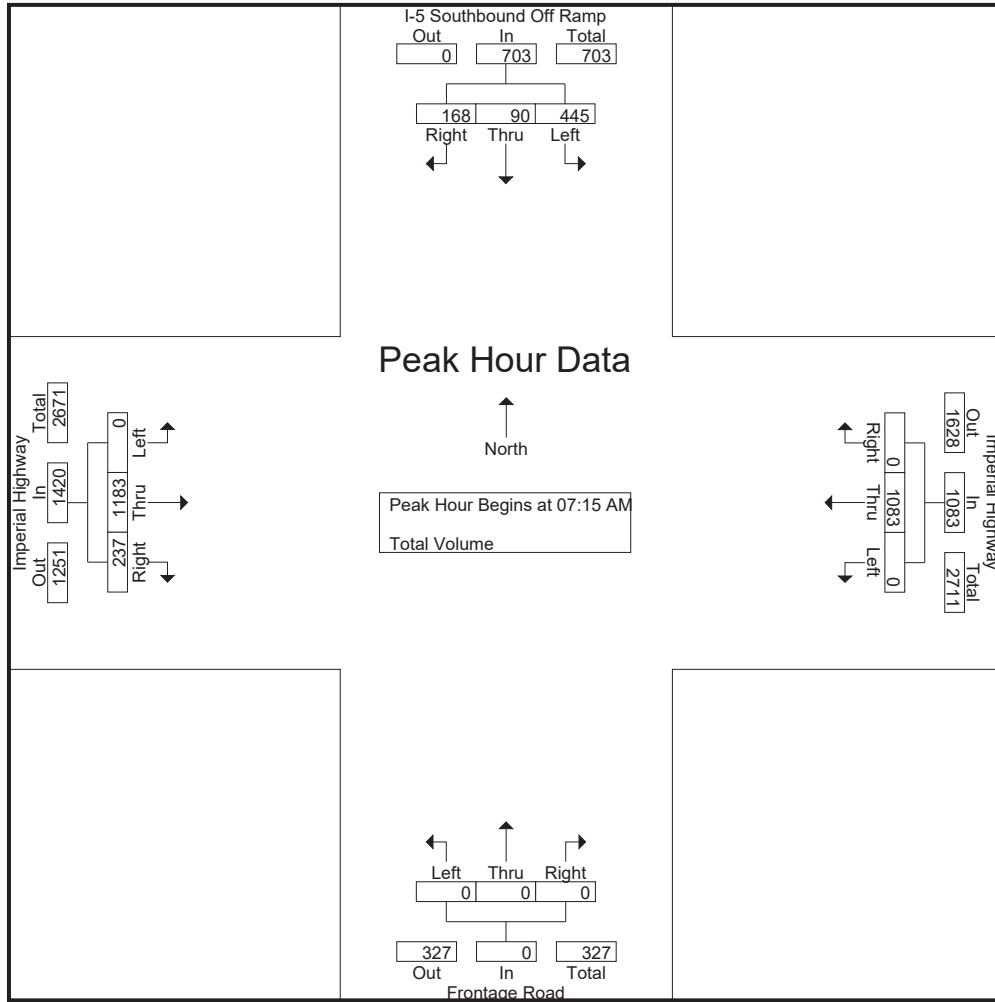 I-5 Southbound Off Ramp
Out In Total
0 703 703
168 90 445
Right Thru Left
Peak Hour Data
North
Peak Hour Begins at 07:15 AM
Total Volume
Imperial Highway
Out In Total
1251 1420 2671
237 1183 0
Right Thru Left
Imperial Highway
Out In Total
1628 1083 2711
0 1083 0
Right Thru Left
Left Thru Right
0 0 0
327 0 327
Out In Total
Frontage Road